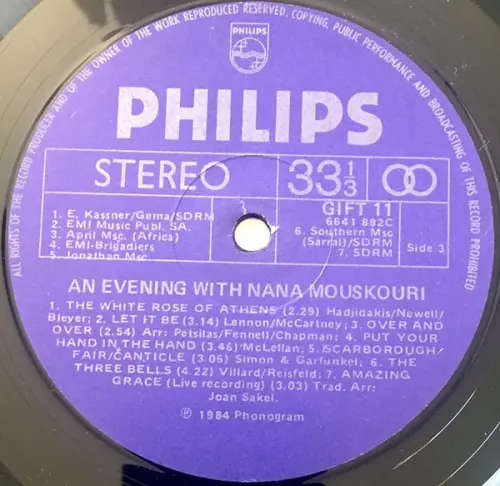 ALL RIGHTS OF THE RECORD PRODUCER AND OF THE OWNER OF THE WORK REPRODUCED RESERVED. COPYING, PUBLIC PERFORMANCE AND BROADCASTING OF THIS RECORD PROHIBITED
PHILIPS
PHILIPS
STEREO 33 1/3
GIFT 11
6641 882C
1. E. Kassner/Gema/SDRM
2. EMI Music Publ. SA.
3. April Msc. (Africa)
4. EMI-Brigadiers
5. Jonathan Msc.
6. Southern Msc
(Sarral)/SDRM
7. SDRM
Side 3
AN EVENING WITH NANA MOUSKOURI
1. THE WHITE ROSE OF ATHENS (2.29) Hadjidakis/Newell/
Bleyer; 2. LET IT BE (3.14) Lennon/McCartney; 3. OVER AND
OVER (2.54) Arr: Petsilas/Fennell/Chapman; 4. PUT YOUR
HAND IN THE HAND (3.46) McLellan; 5. SCARBOROUGH
FAIR/CANTICLE (3.05) Simon & Garfunkel; 6. THE
THREE BELLS (4.22) Villard/Reisfeld; 7. AMAZING
GRACE (Live recording) (3.03) Trad. Arr:
Joan Sakel.
℗ 1984 Phonogram